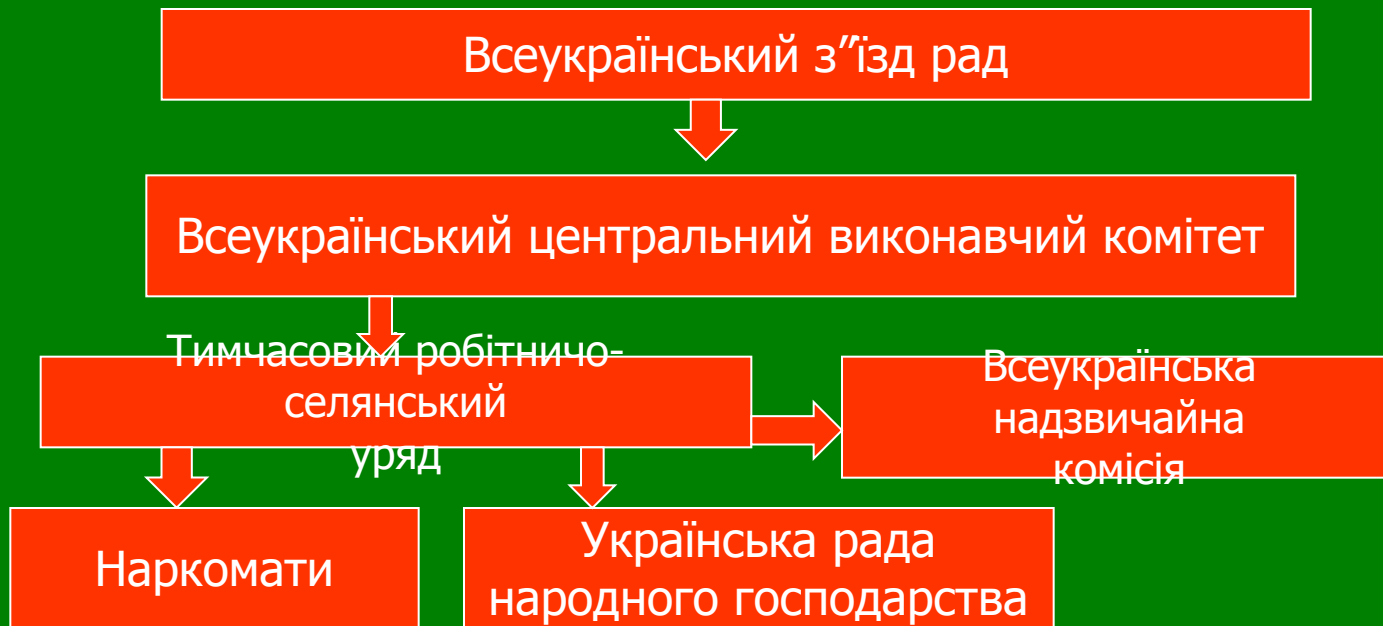 Всеукраїнський з”їзд рад
Всеукраїнський центральний виконавчий комітет
Тимчасовий робітничо-
селянський
уряд
Всеукраїнська
надзвичайна
комісія
Наркомати
Українська рада
народного господарства